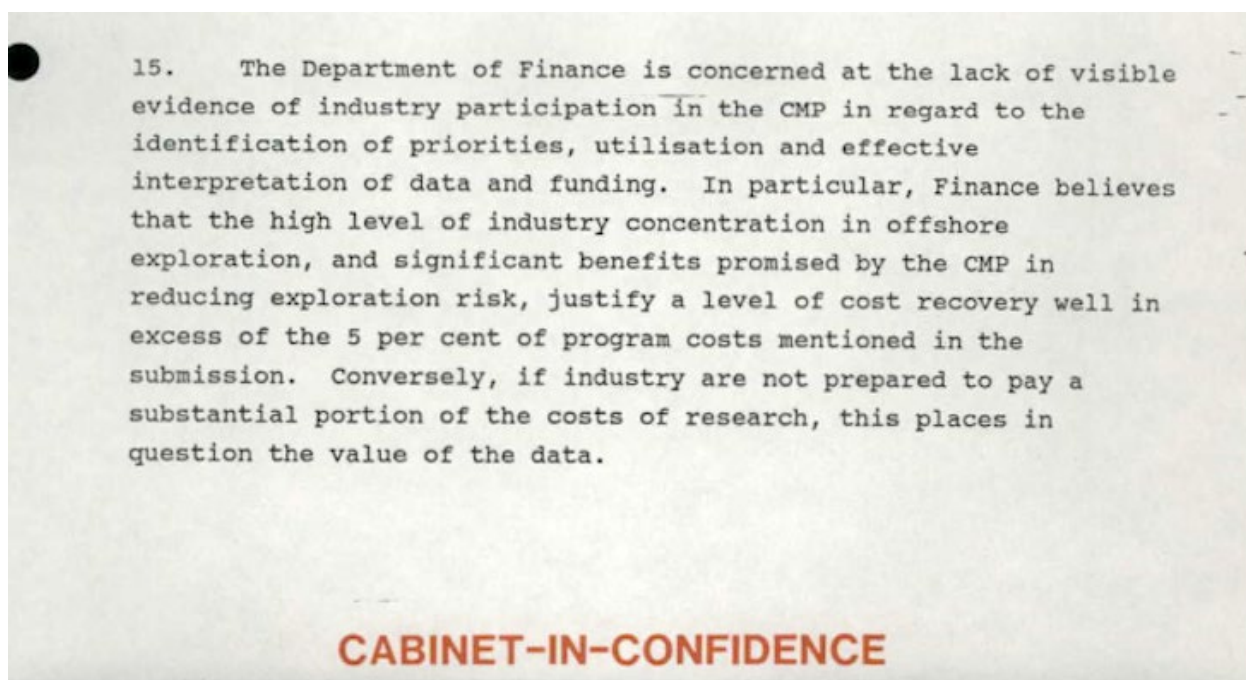 15. The Department of Finance is concerned at the lack of visible
evidence of industry participation in the CMP in regard to the
identification of priorities, utilisation and effective
interpretation of data and funding. In particular, Finance believes
that the high level of industry concentration in offshore
exploration, and significant benefits promised by the CMP in
reducing exploration risk, justify a level of cost recovery well in
excess of the 5 per cent of program costs mentioned in the
submission. Conversely, if industry are not prepared to pay a
substantial portion of the costs of research, this places in
question the value of the data.
CABINET-IN-CONFIDENCE